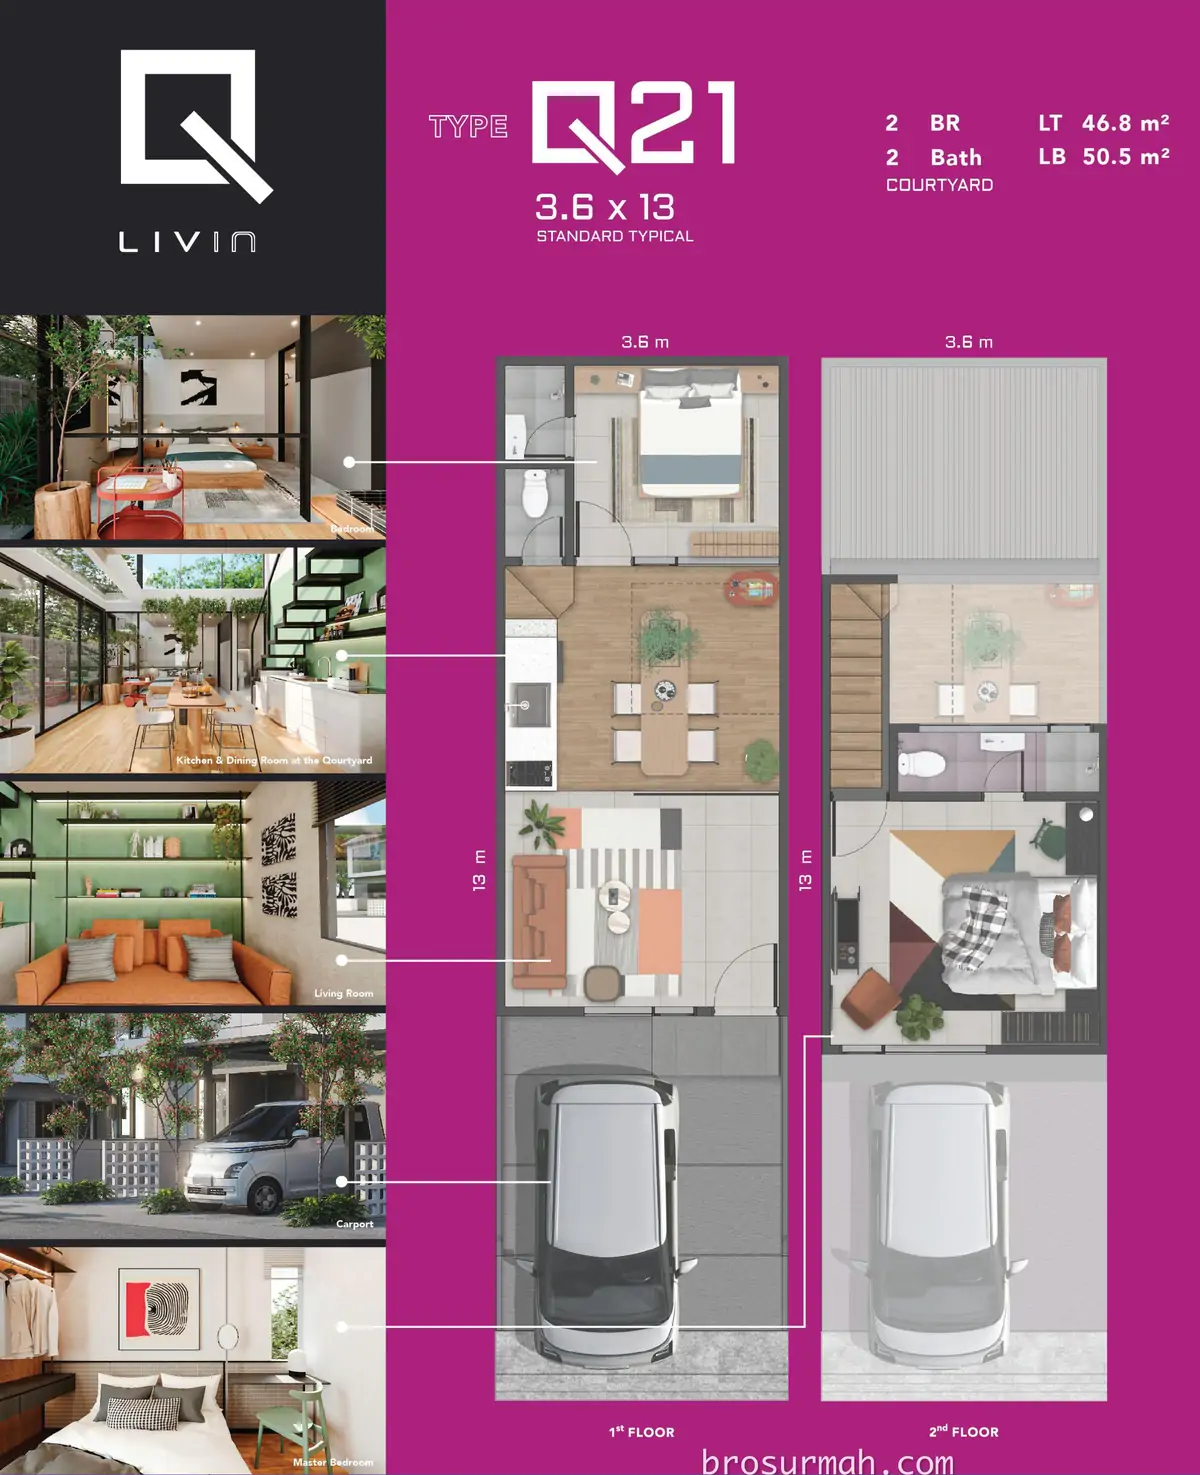 Q
LIVIN
TYPE Q21
3.6 x 13
STANDARD TYPICAL
2 BR
2 Bath
COURTYARD
LT 46.8 m²
LB 50.5 m²
3.6 m
3.6 m
Bedroom
Kitchen & Dining Room at the Qourtyard
Living Room
Carport
Master Bedroom
13 m
13 m
1st FLOOR
2nd FLOOR
brosurmah.com